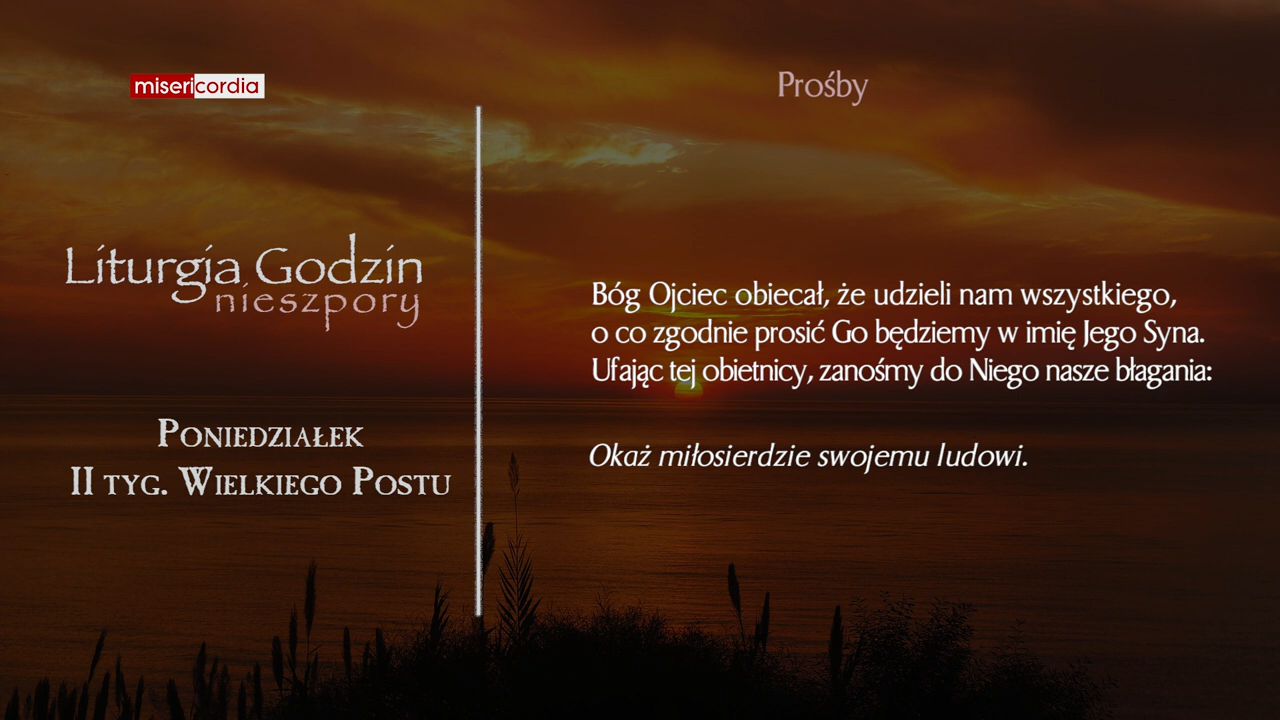 misericordia
Liturgia Godzin
nieszpory
Poniedziałek
II tyg. Wielkiego Postu
Prośby
Bóg Ojciec obiecał, że udzieli nam wszystkiego,
o co zgodnie prosić Go będziemy w imię Jego Syna.
Ufając tej obietnicy, zanośmy do Niego nasze błagania:
Okaż miłosierdzie swojemu ludowi.